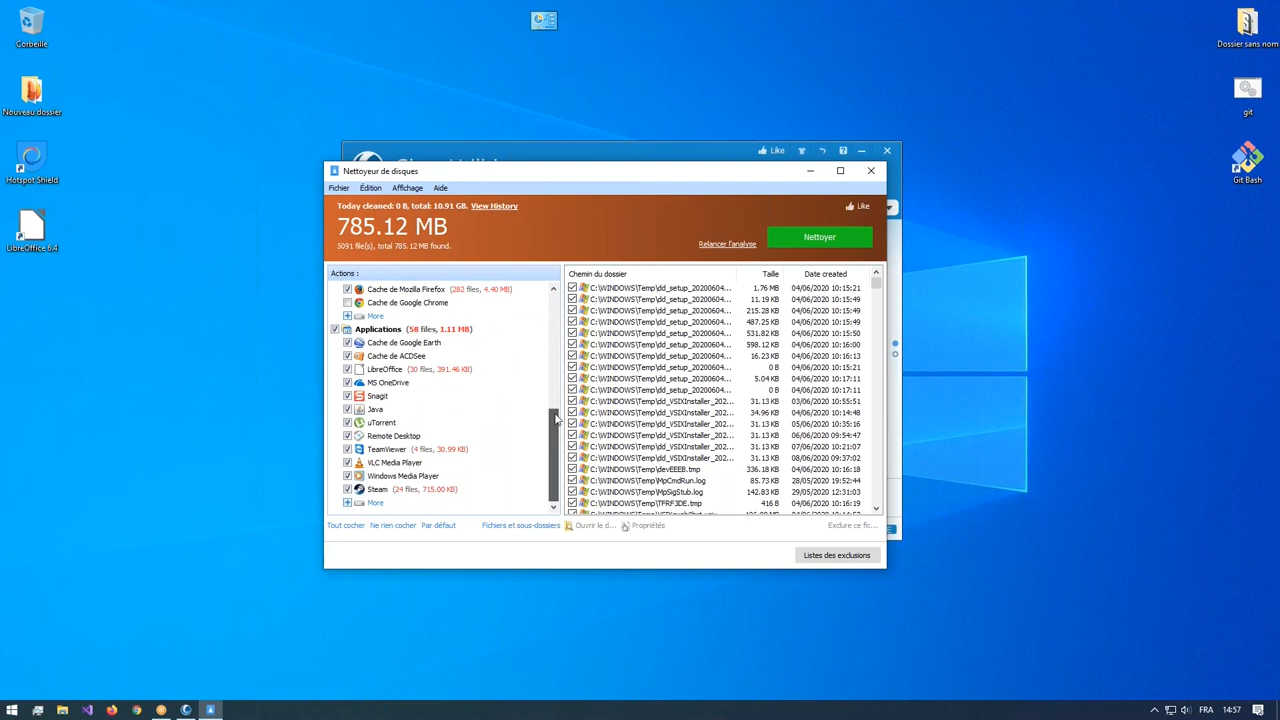 Corbeille
Nouveau dossier
Hotspot Shield
LibreOffice 6.4
Dossier sans nom
git
Git Bash
Like
Nettoyeur de disques
Fichier Édition Affichage Aide
Today cleaned: 0 B, total: 10.91 GB. View History
Like
785.12 MB
5091 file(s), total 785.12 MB found.
Relancer l'analyse
Nettoyer
Actions :
Cache de Mozilla Firefox (282 files, 4.40 MB)
Cache de Google Chrome
More
Applications (58 files, 1.11 MB)
Cache de Google Earth
Cache de ACDSee
LibreOffice (30 files, 391.46 KB)
MS OneDrive
Snagit
Java
uTorrent
Remote Desktop
TeamViewer (4 files, 30.99 KB)
VLC Media Player
Windows Media Player
Steam (24 files, 715.00 KB)
More
Chemin du dossier Taille Date created
C:\WINDOWS\Temp\dd_setup_20200604... 1.76 MB 04/06/2020 10:15:21
C:\WINDOWS\Temp\dd_setup_20200604... 11.19 KB 04/06/2020 10:15:49
C:\WINDOWS\Temp\dd_setup_20200604... 215.28 KB 04/06/2020 10:15:49
C:\WINDOWS\Temp\dd_setup_20200604... 487.25 KB 04/06/2020 10:15:49
C:\WINDOWS\Temp\dd_setup_20200604... 531.82 KB 04/06/2020 10:15:50
C:\WINDOWS\Temp\dd_setup_20200604... 598.12 KB 04/06/2020 10:16:00
C:\WINDOWS\Temp\dd_setup_20200604... 16.23 KB 04/06/2020 10:16:13
C:\WINDOWS\Temp\dd_setup_20200604... 0 B 04/06/2020 10:15:21
C:\WINDOWS\Temp\dd_setup_20200604... 5.04 KB 04/06/2020 10:17:11
C:\WINDOWS\Temp\dd_setup_20200604... 0 B 04/06/2020 10:17:11
C:\WINDOWS\Temp\dd_VSIXInstaller_202... 31.13 KB 03/06/2020 10:55:51
C:\WINDOWS\Temp\dd_VSIXInstaller_202... 34.96 KB 04/06/2020 10:14:48
C:\WINDOWS\Temp\dd_VSIXInstaller_202... 31.13 KB 05/06/2020 10:00:51
C:\WINDOWS\Temp\dd_VSIXInstaller_202... 31.13 KB 06/06/2020 09:54:47
C:\WINDOWS\Temp\dd_VSIXInstaller_202... 31.13 KB 07/06/2020 09:46:11
C:\WINDOWS\Temp\dd_VSIXInstaller_202... 31.13 KB 08/06/2020 09:37:02
C:\WINDOWS\Temp\devEEEB.tmp 336.18 KB 04/06/2020 10:16:18
C:\WINDOWS\Temp\MpCmdRun.log 85.73 KB 28/05/2020 19:52:44
C:\WINDOWS\Temp\MpSigStub.log 142.83 KB 29/05/2020 12:31:03
C:\WINDOWS\Temp\TFRF3DE.tmp 416 B 04/06/2020 10:16:19
Tout cocher Ne rien cocher Par défaut Fichiers et sous-dossiers Ouvrir le d... Propriétés Exclure ce fic...
Listes des exclusions
FRA 14:57